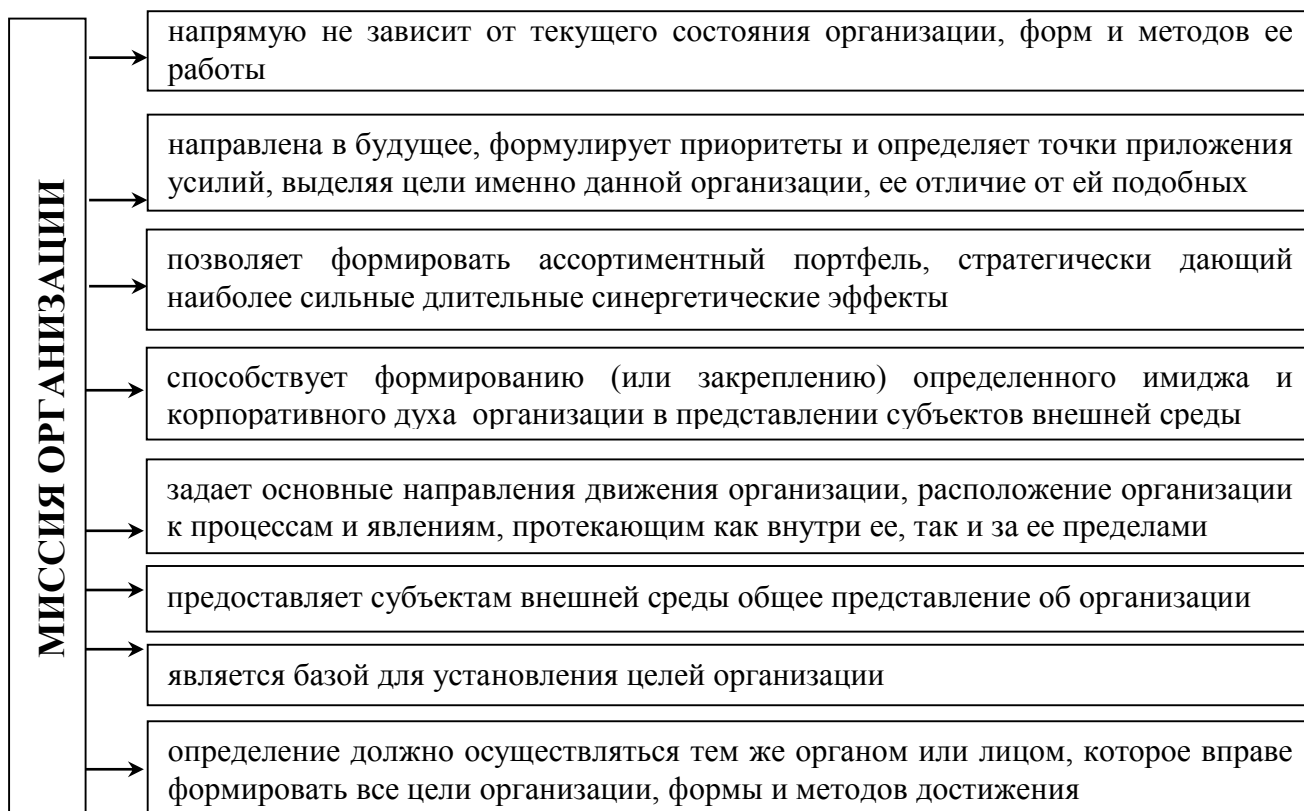 МИССИЯ ОРГАНИЗАЦИИ
напрямую не зависит от текущего состояния организации, форм и методов ее
работы
направлена в будущее, формулирует приоритеты и определяет точки приложения
усилий, выделяя цели именно данной организации, ее отличие от ей подобных
позволяет формировать ассортиментный портфель, стратегически дающий
наиболее сильные длительные синергетические эффекты
способствует формированию (или закреплению) определенного имиджа и
корпоративного духа организации в представлении субъектов внешней среды
задает основные направления движения организации, расположение организации
к процессам и явлениям, протекающим как внутри ее, так и за ее пределами
предоставляет субъектам внешней среды общее представление об организации
является базой для установления целей организации
определение должно осуществляться тем же органом или лицом, которое вправе
формировать все цели организации, формы и методов достижения